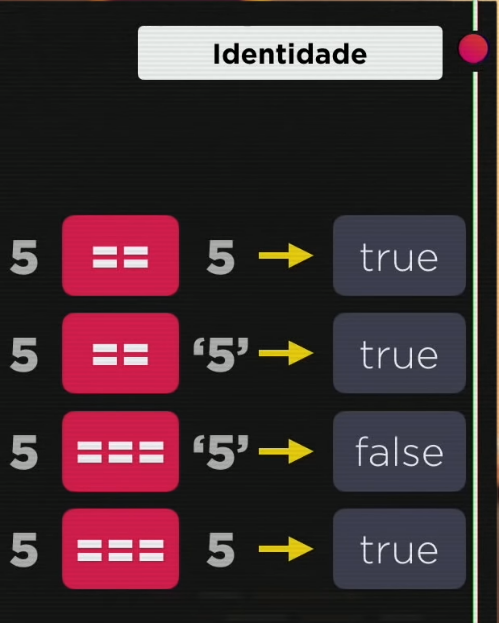 Identidade
5 == 5 → true
5 == ‘5’ → true
5 === ‘5’ → false
5 === 5 → true